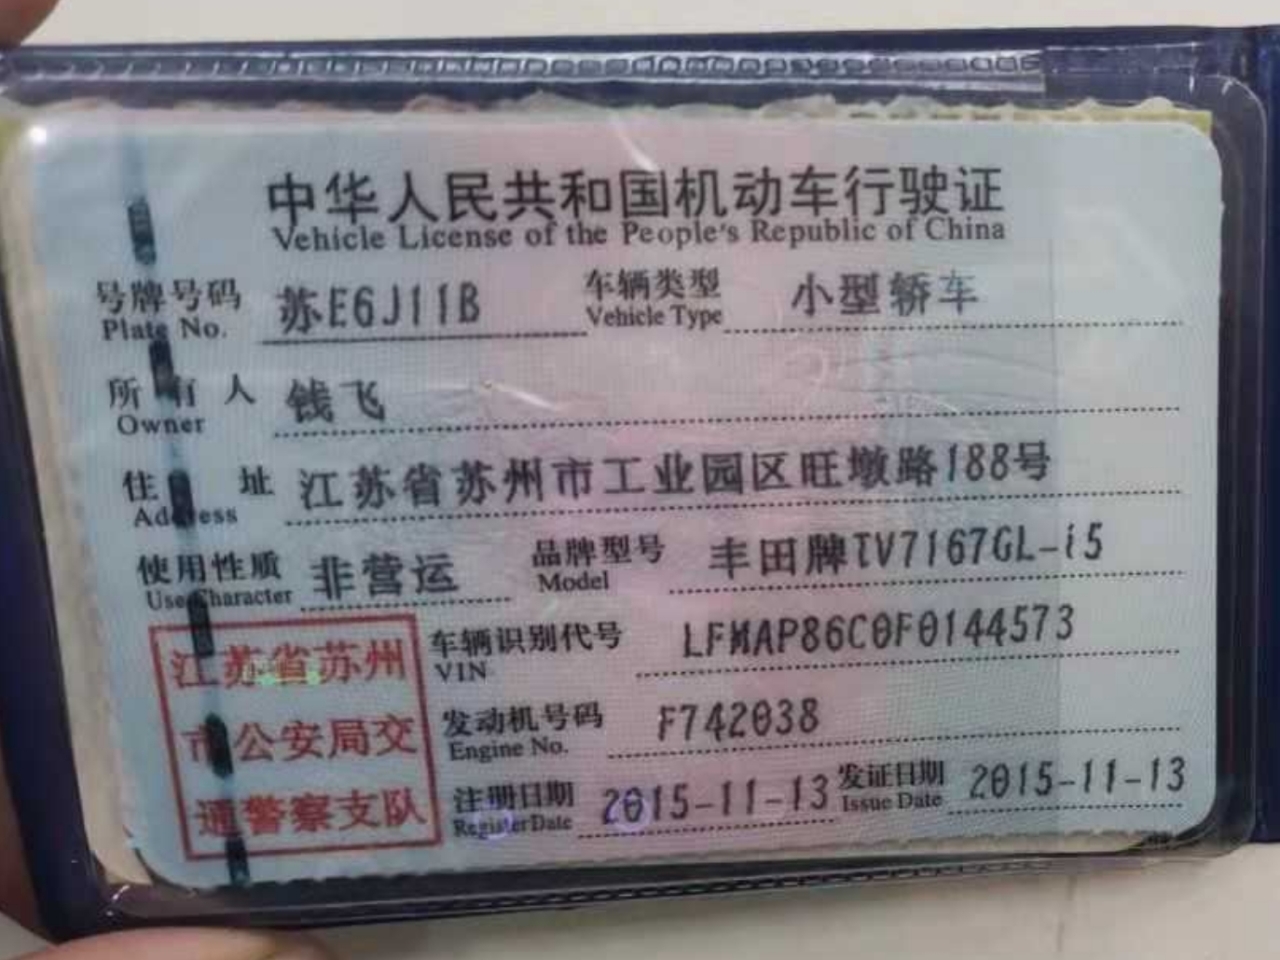 中华人民共和国机动车行驶证
Vehicle License of the People's Republic of China
号牌号码 苏E6J11B 车辆类型 小型轿车
Plate No. Vehicle Type
所有人 钱飞
Owner
住址 江苏省苏州市工业园区旺墩路188号
Address
使用性质 非营运 品牌型号 丰田牌TV7167GL-i5
Use Character Model
车辆识别代号 LFMAP86C0F0144573
VIN
发动机号码 F742038
Engine No.
注册日期 2015-11-13 发证日期 2015-11-13
Register Date Issue Date
江苏省苏州
市公安局交
通警察支队